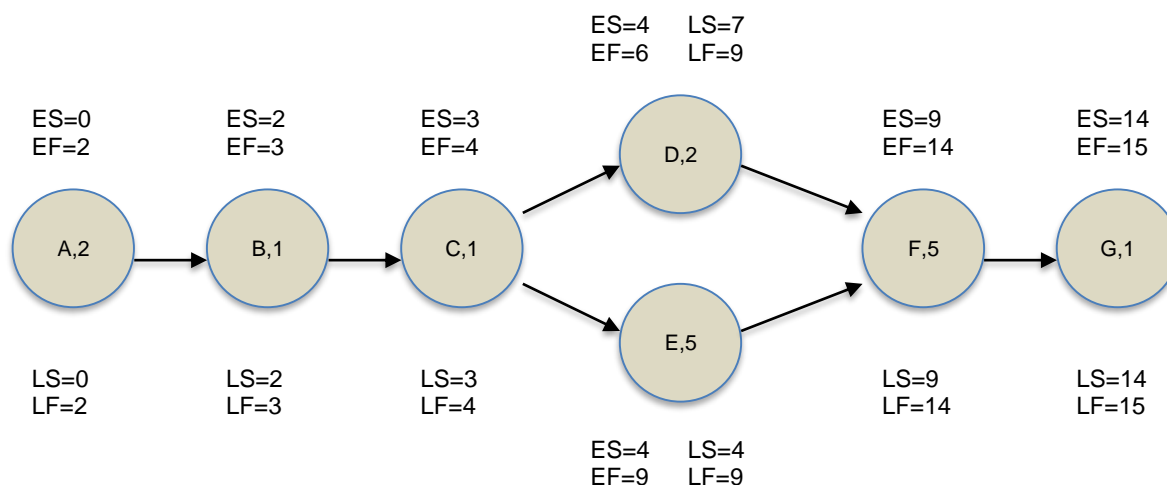 ES=4 LS=7
EF=6 LF=9
ES=0 ES=2 ES=3 ES=9 ES=14
EF=2 EF=3 EF=4 EF=14 EF=15
D,2
A,2 B,1 C,1 F,5 G,1
E,5
LS=0 LS=2 LS=3 LS=9 LS=14
LF=2 LF=3 LF=4 LF=14 LF=15
ES=4 LS=4
EF=9 LF=9